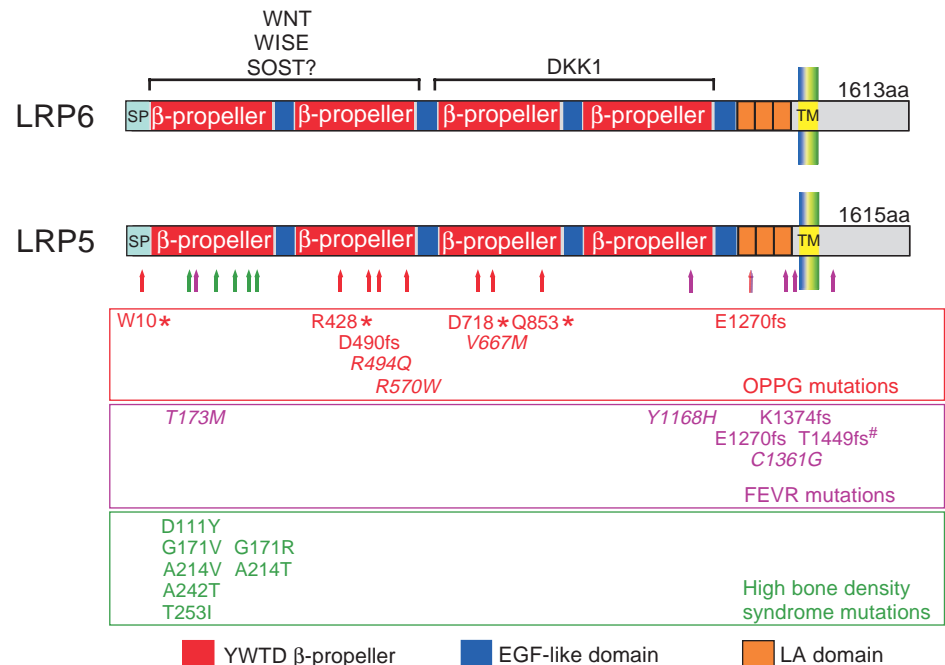 WNT
WISE
SOST?
DKK1
1613aa
LRP6
SP β-propeller β-propeller β-propeller β-propeller TM
1615aa
LRP5
SP β-propeller β-propeller β-propeller β-propeller TM
W10* R428* D718* Q853* E1270fs
D490fs V667M
R494Q
R570W OPPG mutations
T173M Y1168H K1374fs
E1270fs T1449fs#
C1361G
FEVR mutations
D111Y
G171V G171R
A214V A214T
A242T High bone density
T253I syndrome mutations
YWTD β-propeller EGF-like domain LA domain